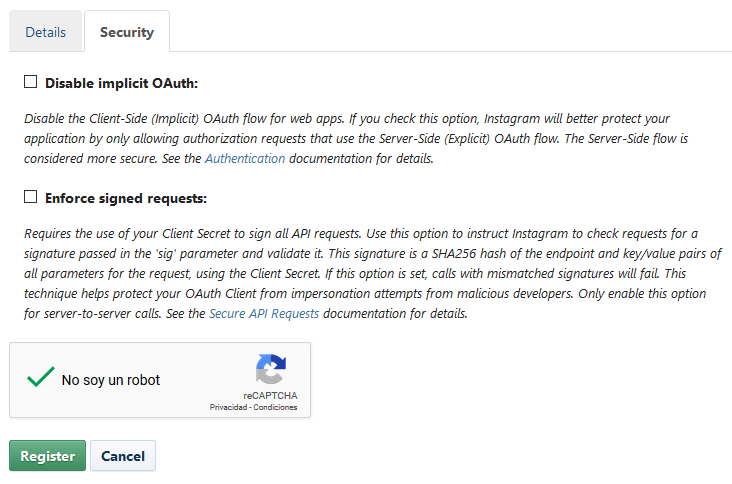 Details
Security
Disable implicit OAuth:
Disable the Client-Side (Implicit) OAuth flow for web apps. If you check this option, Instagram will better protect your
application by only allowing authorization requests that use the Server-Side (Explicit) OAuth flow. The Server-Side flow is
considered more secure. See the Authentication documentation for details.
Enforce signed requests:
Requires the use of your Client Secret to sign all API requests. Use this option to instruct Instagram to check requests for a
signature passed in the 'sig' parameter and validate it. This signature is a SHA256 hash of the endpoint and key/value pairs of
all parameters for the request, using the Client Secret. If this option is set, calls with mismatched signatures will fail. This
technique helps protect your OAuth Client from impersonation attempts from malicious developers. Only enable this option
for server-to-server calls. See the Secure API Requests documentation for details.
No soy un robot
reCAPTCHA
Privacidad - Condiciones
Register
Cancel